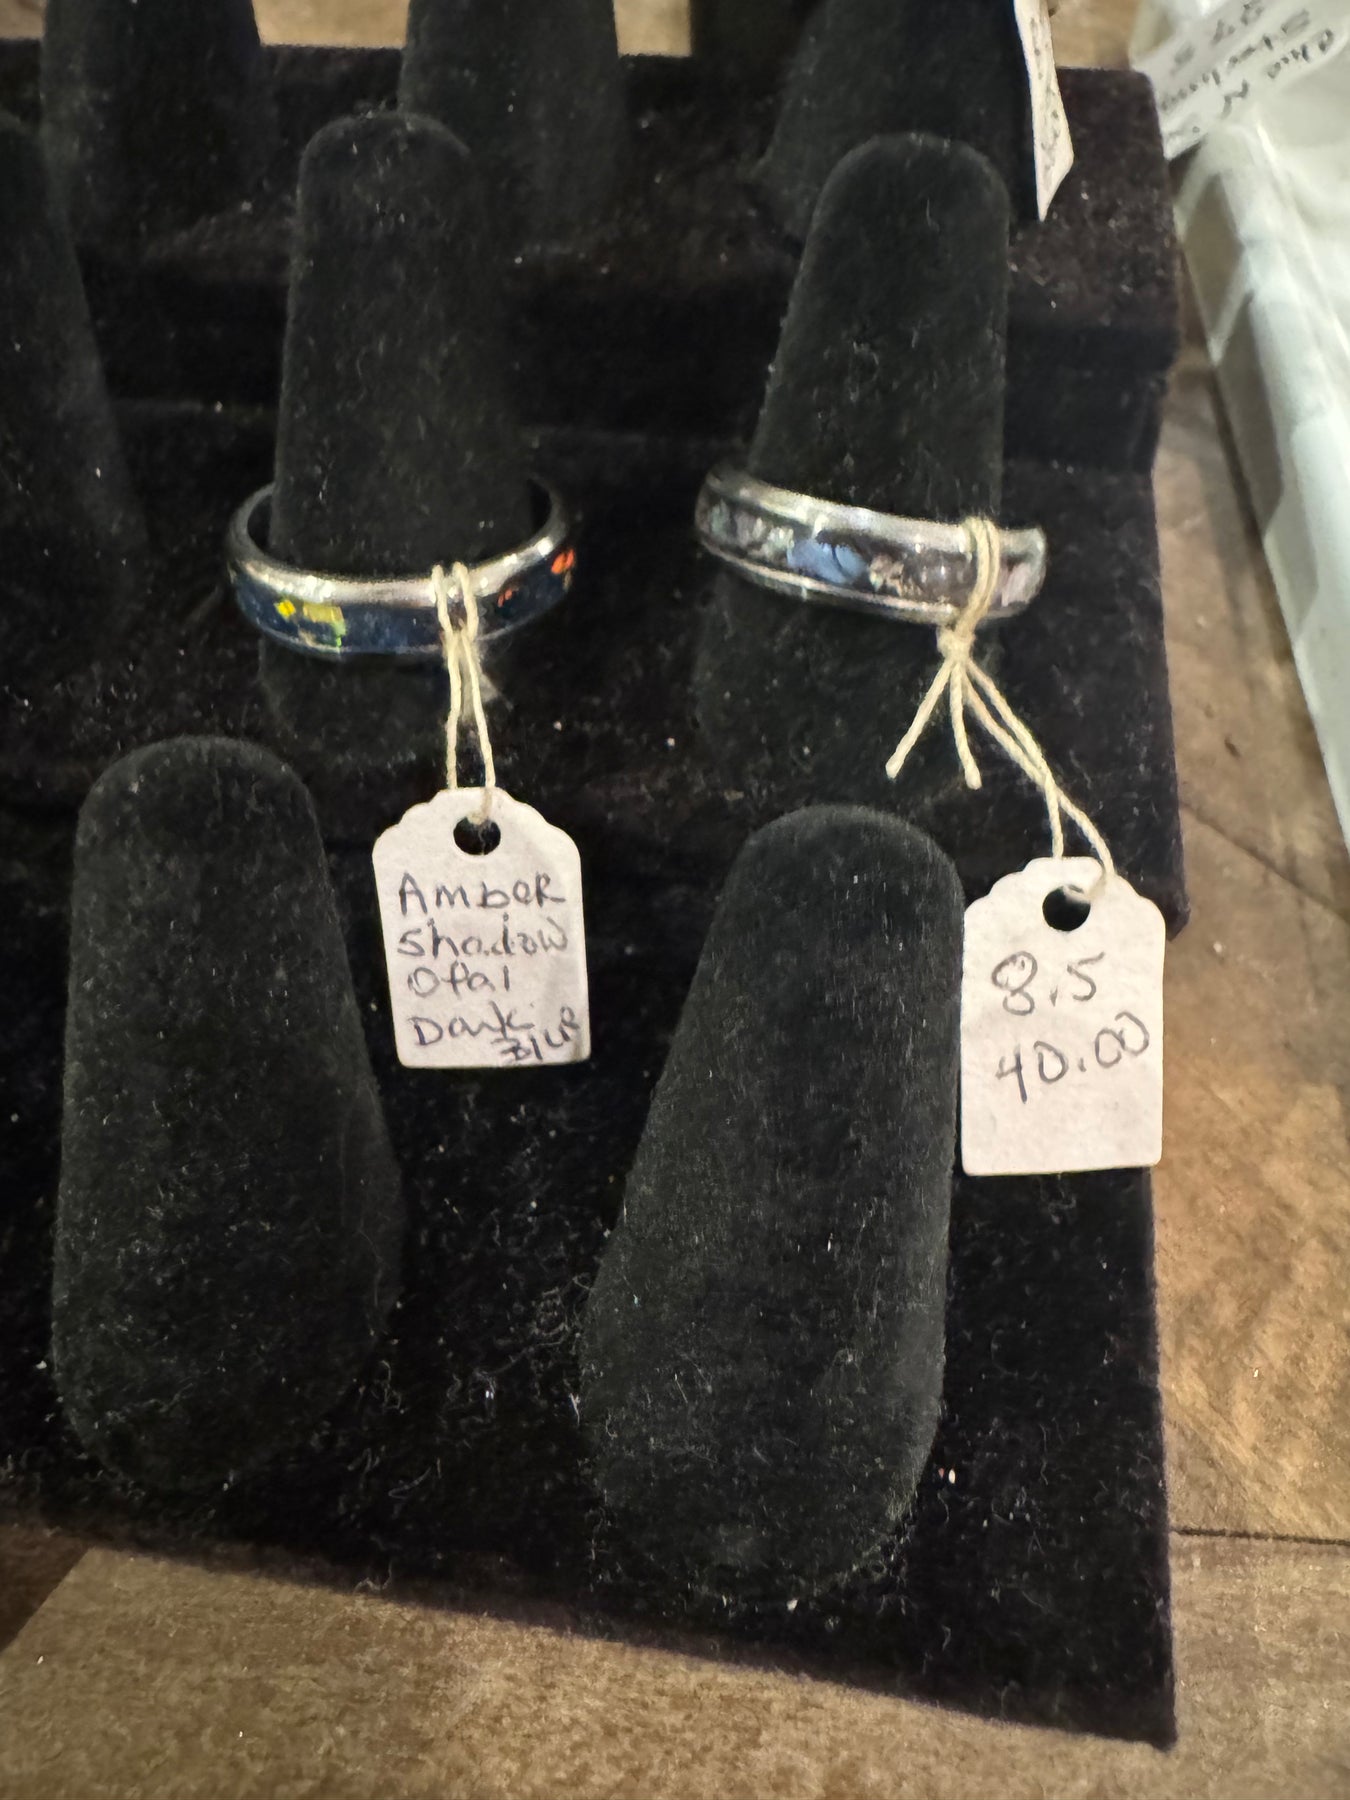 Amber
Shadow
Opal
Dark
Blue
8.5
40.00